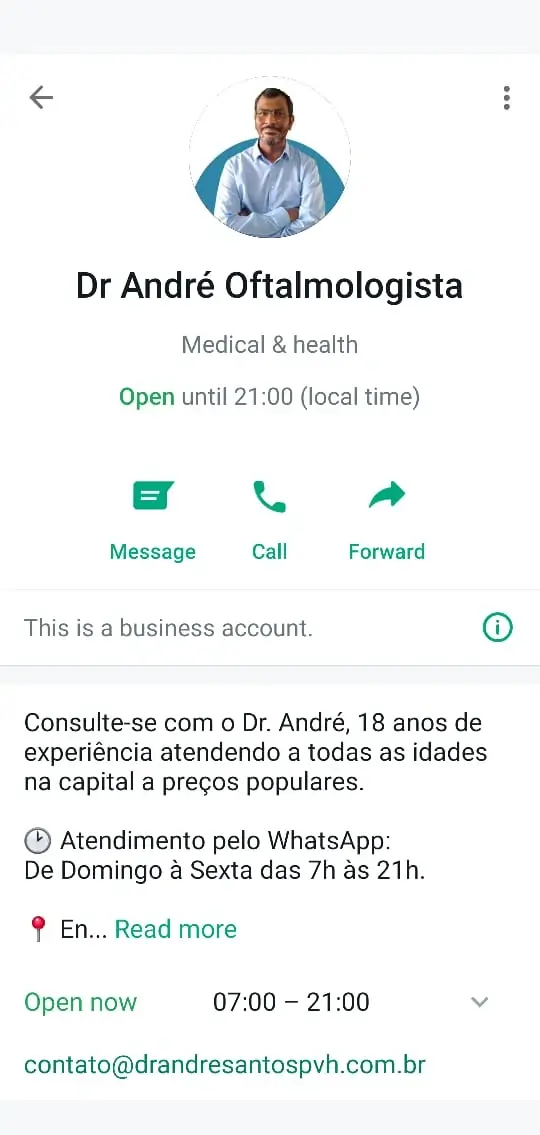 Dr André Oftalmologista
Medical & health
Open until 21:00 (local time)
Message Call Forward
This is a business account.
Consulte-se com o Dr. André, 18 anos de
experiência atendendo a todas as idades
na capital a preços populares.
🕑 Atendimento pelo WhatsApp:
De Domingo à Sexta das 7h às 21h.
📍 En... Read more
Open now 07:00 – 21:00
contato@drandresantospvh.com.br